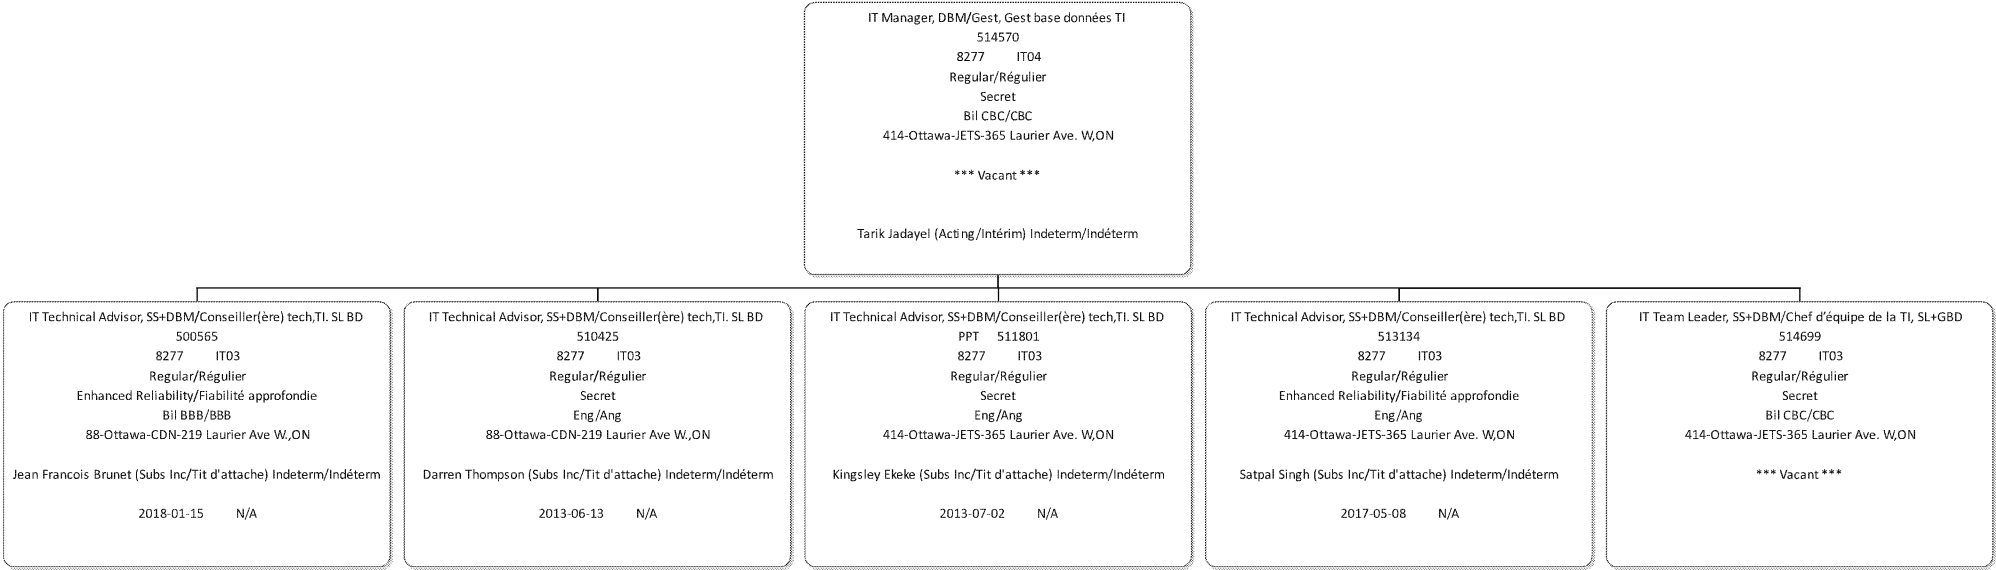 IT Manager, DBM/Gest, Gest base données TI
514570
8277 IT04
Regular/Régulier
Secret
Bil CBC/CBC
414-Ottawa-JETS-365 Laurier Ave. W,ON
*** Vacant ***
Tarik Jadayel (Acting/Intérim) Indeterm/Indéterm
IT Technical Advisor, SS+DBM/Conseiller(ère) tech,TI. SL BD
500565
8277 IT03
Regular/Régulier
Enhanced Reliability/Fiabilité approfondie
Bil BBB/BBB
88-Ottawa-CDN-219 Laurier Ave W.,ON
Jean Francois Brunet (Subs Inc/Tit d'attache) Indeterm/Indéterm
2018-01-15 N/A
IT Technical Advisor, SS+DBM/Conseiller(ère) tech,TI. SL BD
510425
8277 IT03
Regular/Régulier
Secret
Eng/Ang
88-Ottawa-CDN-219 Laurier Ave W.,ON
Darren Thompson (Subs Inc/Tit d'attache) Indeterm/Indéterm
2013-06-13 N/A
IT Technical Advisor, SS+DBM/Conseiller(ère) tech,TI. SL BD
PPT 511801
8277 IT03
Regular/Régulier
Secret
Eng/Ang
414-Ottawa-JETS-365 Laurier Ave. W,ON
Kingsley Ekeke (Subs Inc/Tit d'attache) Indeterm/Indéterm
2013-07-02 N/A
IT Technical Advisor, SS+DBM/Conseiller(ère) tech,TI. SL BD
513134
8277 IT03
Regular/Régulier
Enhanced Reliability/Fiabilité approfondie
Eng/Ang
414-Ottawa-JETS-365 Laurier Ave. W,ON
Satpal Singh (Subs Inc/Tit d'attache) Indeterm/Indéterm
2017-05-08 N/A
IT Team Leader, SS+DBM/Chef d’équipe de la TI, SL+GBD
514699
8277 IT03
Regular/Régulier
Secret
Bil CBC/CBC
414-Ottawa-JETS-365 Laurier Ave. W,ON
*** Vacant ***